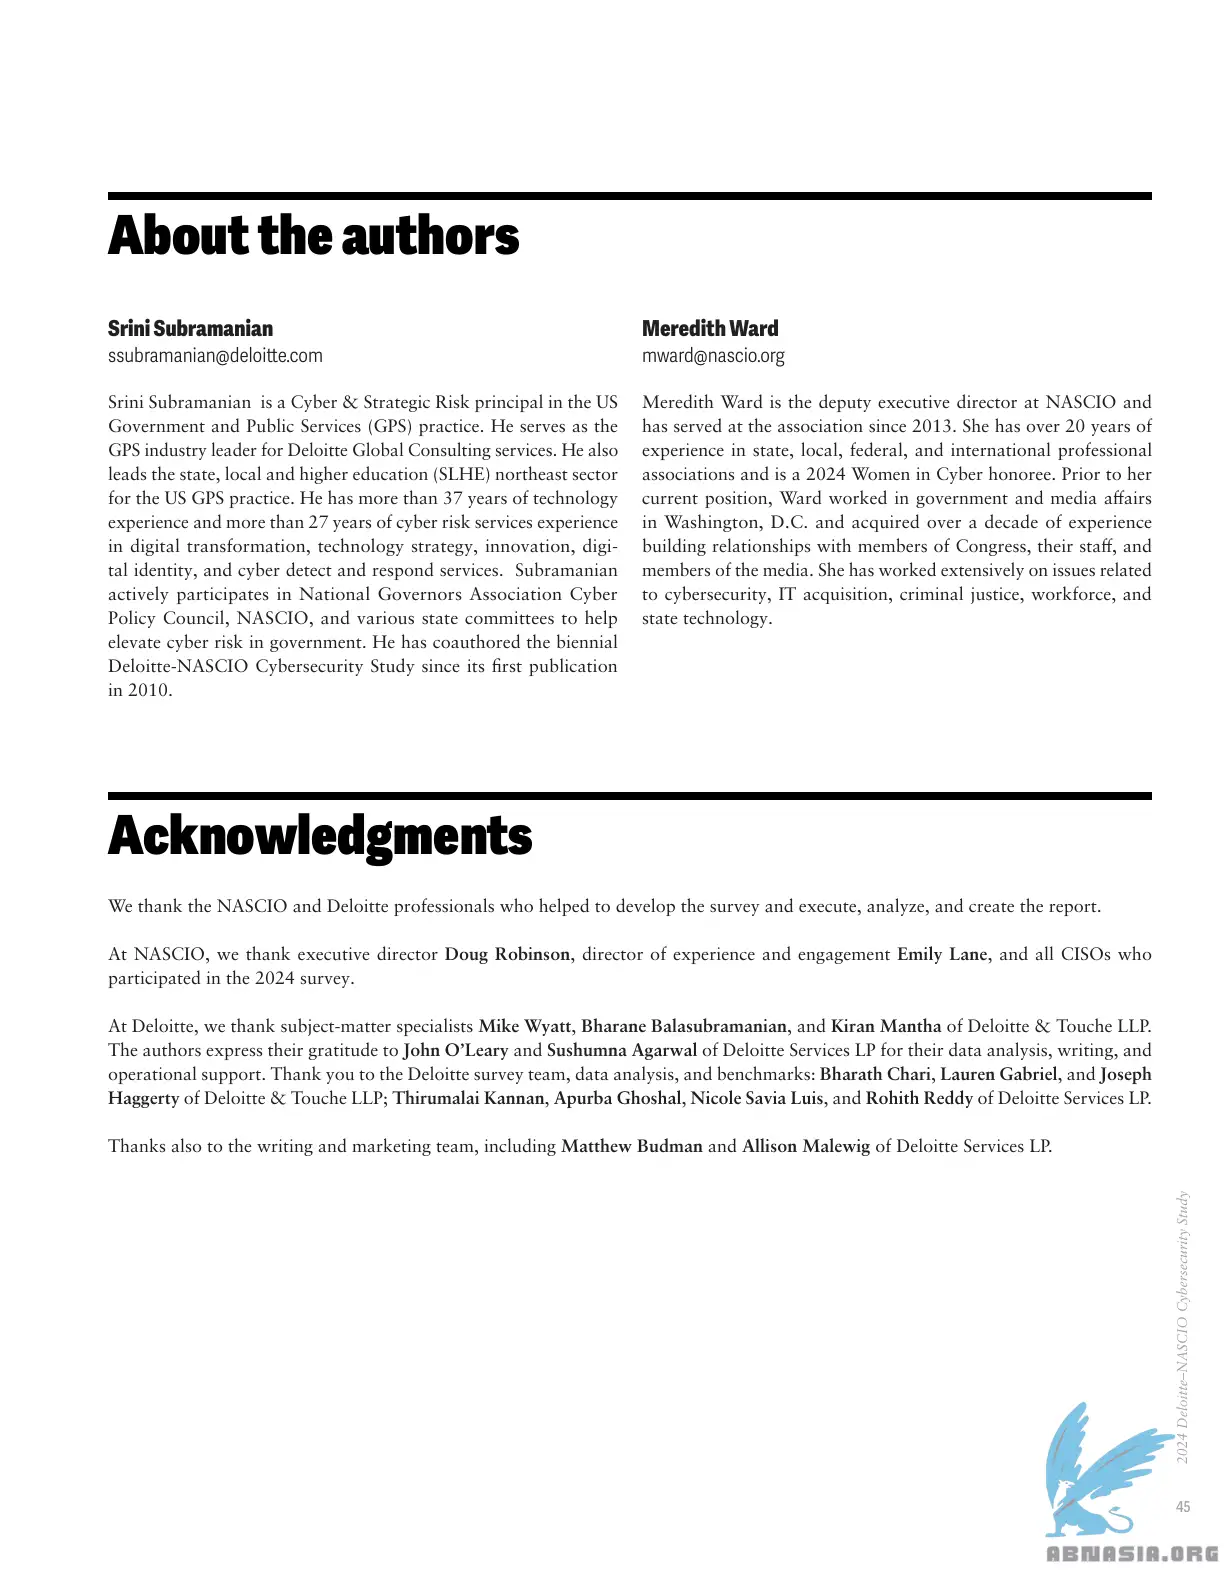 About the authors
Srini Subramanian
ssubramanian@deloitte.com
Srini Subramanian is a Cyber & Strategic Risk principal in the US
Government and Public Services (GPS) practice. He serves as the
GPS industry leader for Deloitte Global Consulting services. He also
leads the state, local and higher education (SLHE) northeast sector
for the US GPS practice. He has more than 37 years of technology
experience and more than 27 years of cyber risk services experience
in digital transformation, technology strategy, innovation, digi-
tal identity, and cyber detect and respond services. Subramanian
actively participates in National Governors Association Cyber
Policy Council, NASCIO, and various state committees to help
elevate cyber risk in government. He has coauthored the biennial
Deloitte-NASCIO Cybersecurity Study since its first publication
in 2010.
Meredith Ward
mward@nascio.org
Meredith Ward is the deputy executive director at NASCIO and
has served at the association since 2013. She has over 20 years of
experience in state, local, federal, and international professional
associations and is a 2024 Women in Cyber honoree. Prior to her
current position, Ward worked in government and media affairs
in Washington, D.C. and acquired over a decade of experience
building relationships with members of Congress, their staff, and
members of the media. She has worked extensively on issues related
to cybersecurity, IT acquisition, criminal justice, workforce, and
state technology.
Acknowledgments
We thank the NASCIO and Deloitte professionals who helped to develop the survey and execute, analyze, and create the report.
At NASCIO, we thank executive director Doug Robinson, director of experience and engagement Emily Lane, and all CISOs who
participated in the 2024 survey.
At Deloitte, we thank subject-matter specialists Mike Wyatt, Bharane Balasubramanian, and Kiran Mantha of Deloitte & Touche LLP.
The authors express their gratitude to John O’Leary and Sushumna Agarwal of Deloitte Services LP for their data analysis, writing, and
operational support. Thank you to the Deloitte survey team, data analysis, and benchmarks: Bharath Chari, Lauren Gabriel, and Joseph
Haggerty of Deloitte & Touche LLP; Thirumalai Kannan, Apurba Ghoshal, Nicole Savia Luis, and Rohith Reddy of Deloitte Services LP.
Thanks also to the writing and marketing team, including Matthew Budman and Allison Malewig of Deloitte Services LP.
2024 Deloitte–NASCIO Cybersecurity Study
45
ABNASIA.ORG